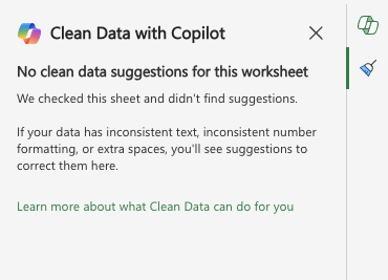 Clean Data with Copilot
No clean data suggestions for this worksheet
We checked this sheet and didn't find suggestions.
If your data has inconsistent text, inconsistent number
formatting, or extra spaces, you'll see suggestions to
correct them here.
Learn more about what Clean Data can do for you